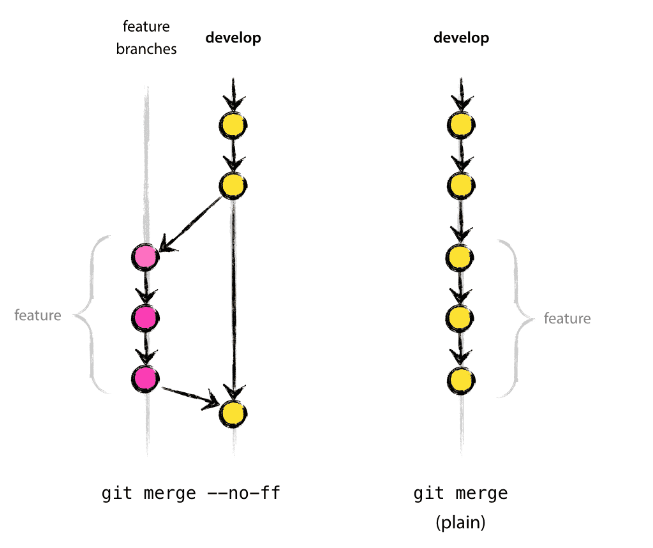 feature
branches
develop
develop
feature
feature
git merge --no-ff
git merge
(plain)